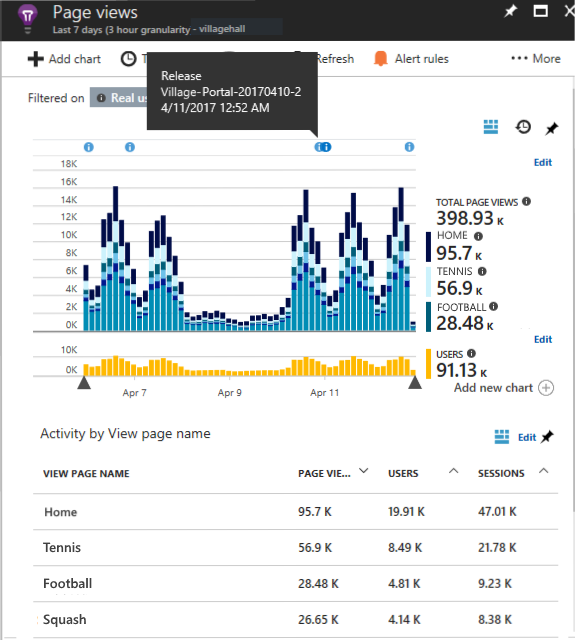 Page views
Last 7 days (3 hour granularity - villagehall
Add chart
Refresh
Alert rules
More
Release
Village-Portal-20170410-2
4/11/2017 12:52 AM
Filtered on
Real us
Edit
18K
16K
14K
12K
10K
8K
6K
4K
2K
0K
TOTAL PAGE VIEWS
398.93 K
HOME
95.7 K
TENNIS
56.9 K
FOOTBALL
28.48 K
Edit
10K
0K
USERS
91.13 K
Apr 7
Apr 9
Apr 11
Add new chart
Activity by View page name
Edit
VIEW PAGE NAME PAGE VIE... USERS SESSIONS
Home 95.7 K 19.91 K 47.01 K
Tennis 56.9 K 8.49 K 21.78 K
Football 28.48 K 4.81 K 9.23 K
Squash 26.65 K 4.14 K 8.38 K